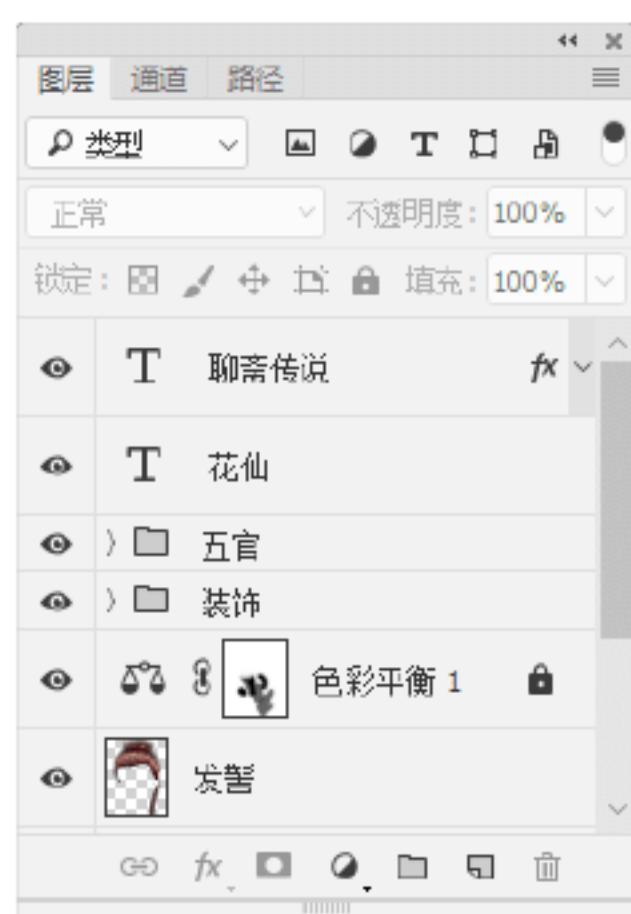 图层 通道 路径
类型 T
正常 不透明度: 100%
锁定: 填充: 100%
T 聊斋传说 fx
T 花仙
五官
装饰
色彩平衡 1
发髻
fx